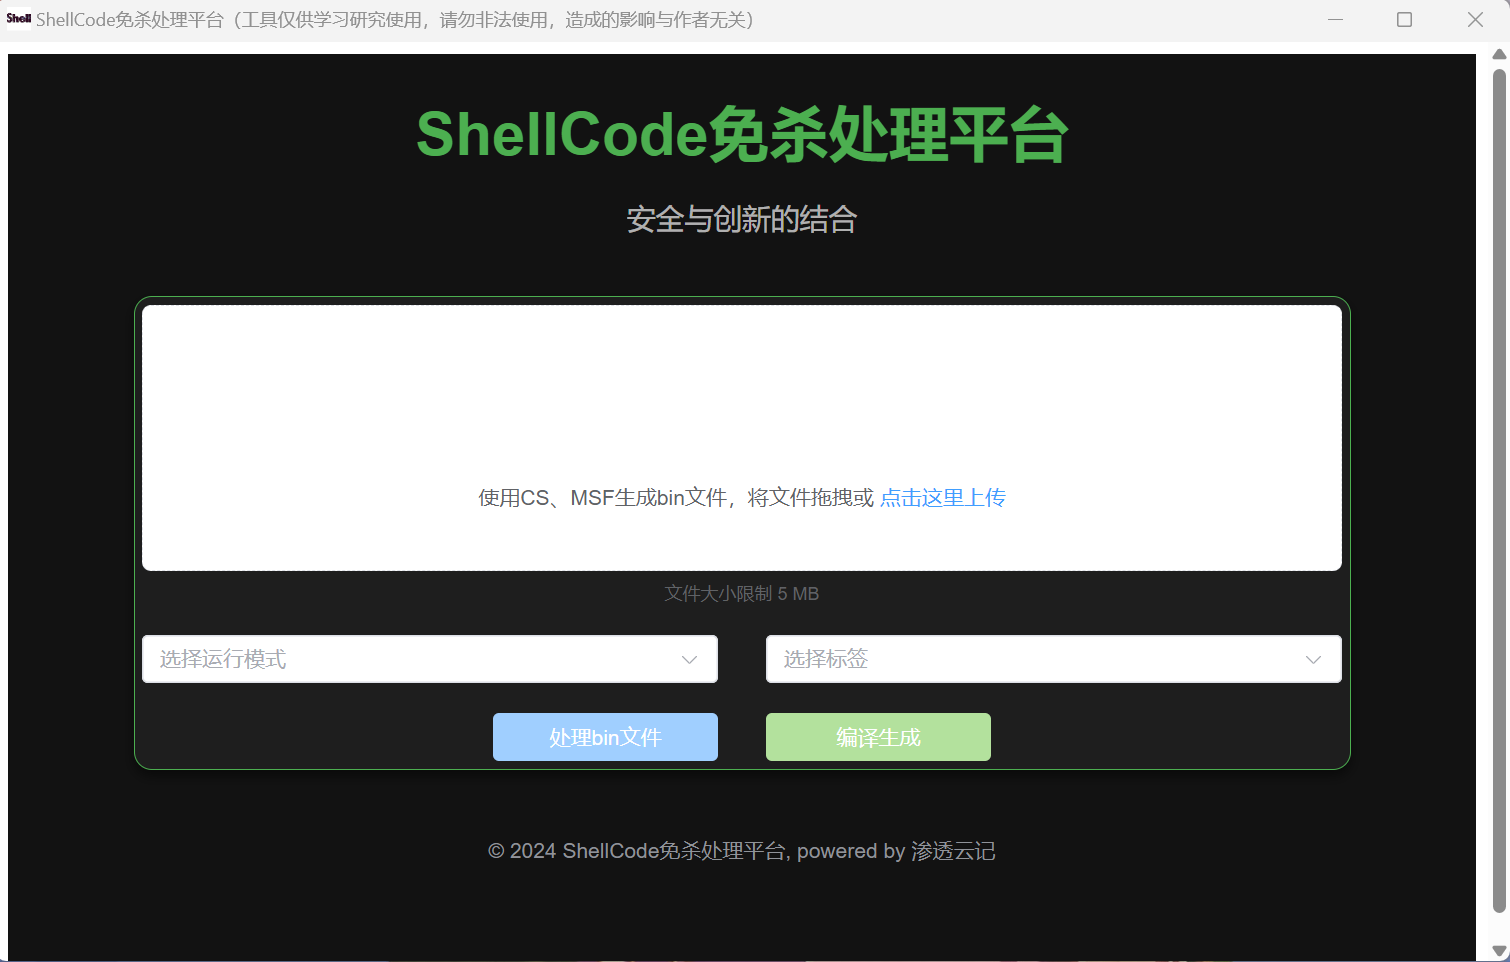 Shell ShellCode免杀处理平台（工具仅供学习研究使用，请勿非法使用，造成的影响与作者无关）
ShellCode免杀处理平台
安全与创新的结合
使用CS、MSF生成bin文件，将文件拖拽或 点击这里上传
文件大小限制 5 MB
选择运行模式
选择标签
处理bin文件
编译生成
© 2024 ShellCode免杀处理平台, powered by 渗透云记